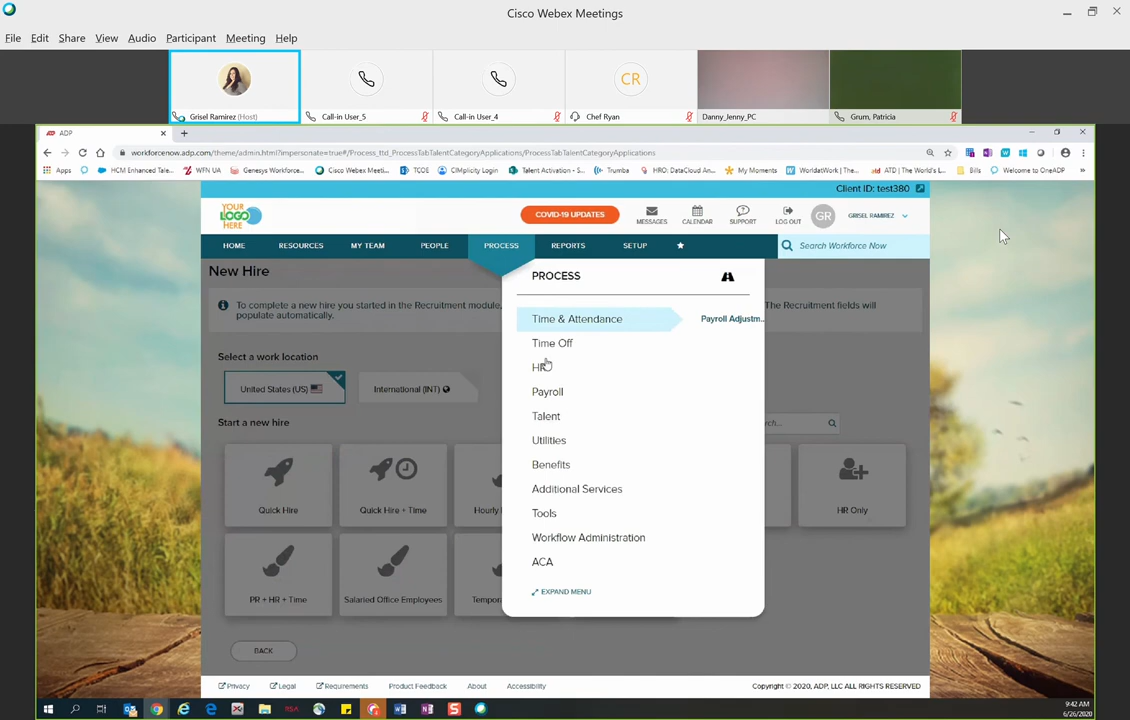 Cisco Webex Meetings
File Edit Share View Audio Participant Meeting Help
CR
Grisel Ramirez (Host) Call-in User_5 Call-in User_4 Chef Ryan Danny_Jenny_PC Grum, Patricia
ADP
workforcenow.adp.com/theme/admin.html?impersonate=true#/Process_ttd_ProcessTabTalentCategoryApplications/ProcessTabTalentCategoryApplications
Apps HCM Enhanced Tale... WFN UA Genesys Workforce... Cisco Webex Meeti... TCOE CIMplicity Login Talent Activation - S... Trumba HRO: DataCloud An... My Moments WorldatWork | The... ATD | The World's L... Bills Welcome to OneADP »
Client ID: test380
YOUR LOGO HERE
COVID-19 UPDATES MESSAGES CALENDAR SUPPORT LOG OUT GR GRISEL RAMIREZ
HOME RESOURCES MY TEAM PEOPLE PROCESS REPORTS SETUP Search Workforce Now
New Hire
PROCESS
To complete a new hire you started in the Recruitment module, The Recruitment fields will
populate automatically.
Time & Attendance Payroll Adjustm...
Time Off
HR
Payroll
Talent
Utilities
Benefits
Additional Services
Tools
Workflow Administration
ACA
EXPAND MENU
Select a work location
United States (US) International (INT)
Start a new hire
Quick Hire Quick Hire + Time Hourly HR Only
PR + HR + Time Salaried Office Employees
BACK
Privacy Legal Requirements Product Feedback About Accessibility Copyright © 2020, ADP, LLC ALL RIGHTS RESERVED
9:42 AM
6/26/2020